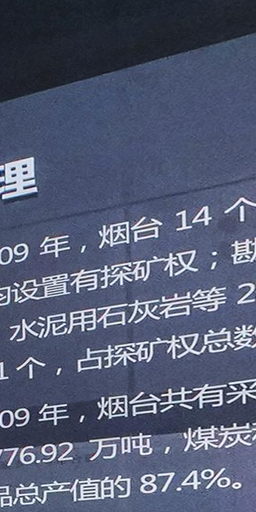 理
09 年，烟台 14 个
均设置有探矿权；勘
水泥用石灰岩等 2
1 个，占探矿权总数
09 年，烟台共有采
776.92 万吨，煤炭
品总产值的 87.4%。